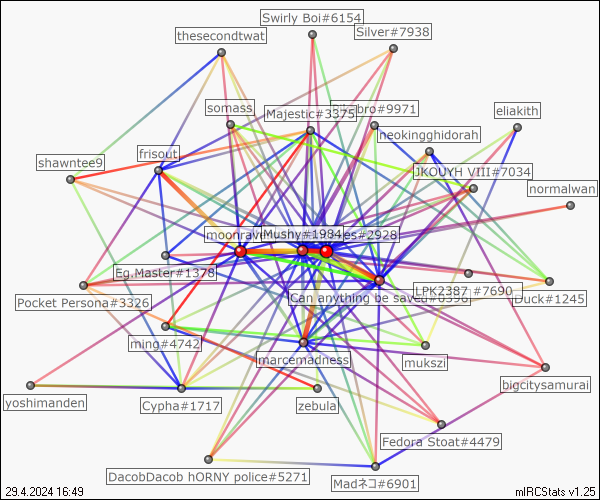 Swirly Boi#6154
thesecondtwat
Silver#7938
somass
Majestic#3375
bro#9971
eliakith
neokingghidorah
frisout
shawntee9
JKOUYH VIII#7034
normalwan
Mushy#1984
es#2928
Eg.Master#1378
LPK2387 #7690
Can anything be saved#6396
Duck#1245
Pocket Persona#3326
ming#4742
marcemadness
mukszi
bigcitysamurai
yoshimanden
Cypha#1717
zebula
Fedora Stoat#4479
DacobDacob hORNY police#5271
Madネコ#6901
29.4.2024 16:49
mIRCStats v1.25